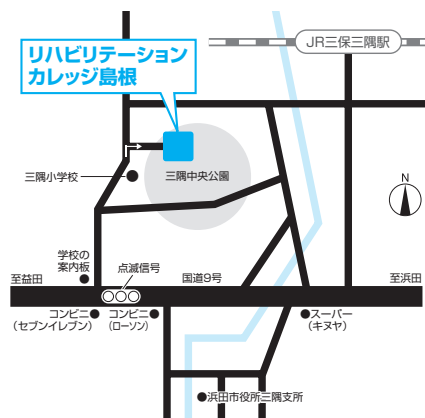 リハビリテーション
カレッジ島根
JR三保三隅駅
三隅小学校
三隅中央公園
N
学校の
案内板
点滅信号
至益田
国道9号
至浜田
コンビニ
(セブンイレブン)
コンビニ
(ローソン)
スーパー
(キヌヤ)
浜田市役所三隅支所